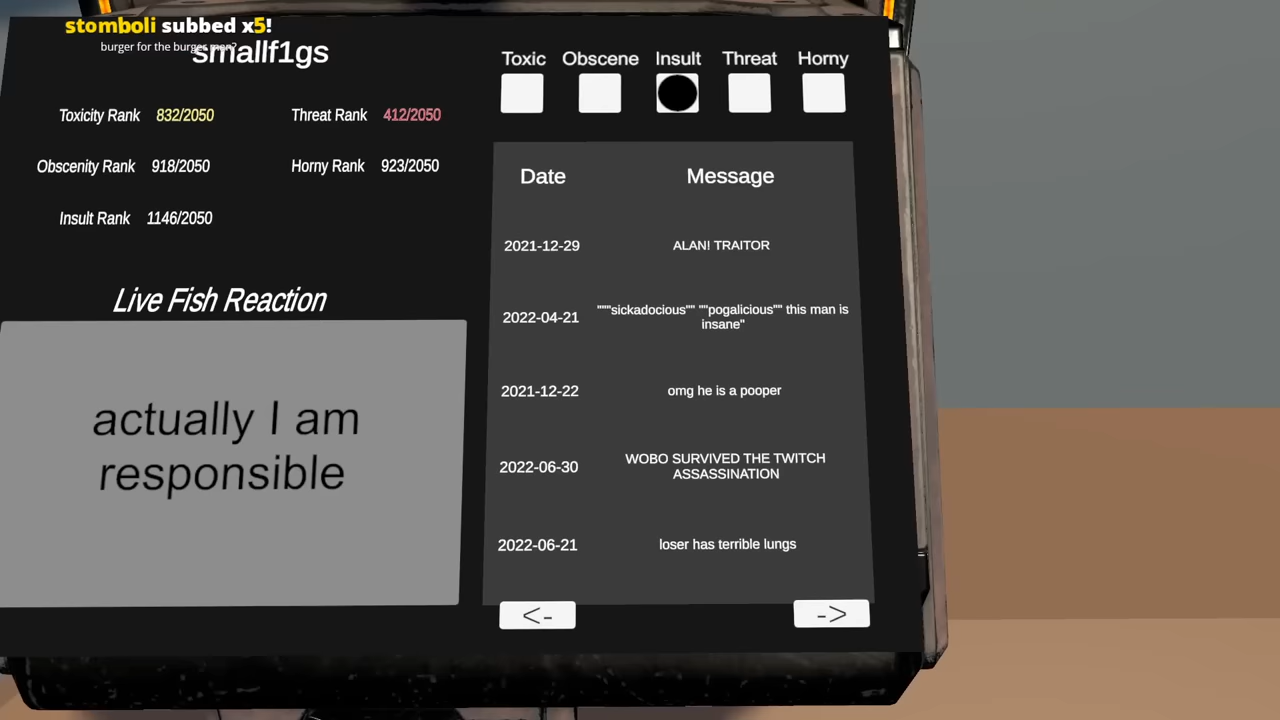 stomboli subbed x5!
burger for the burger man?
smallf1gs
Toxicity Rank 832/2050
Threat Rank 412/2050
Obscenity Rank 918/2050
Horny Rank 923/2050
Insult Rank 1146/2050
Live Fish Reaction
actually I am
responsible
Toxic Obscene Insult Threat Horny
Date Message
2021-12-29 ALAN! TRAITOR
2022-04-21 """sickadocious"" ""pogalicious"" this man is
insane"
2021-12-22 omg he is a pooper
2022-06-30 WOBO SURVIVED THE TWITCH
ASSASSINATION
2022-06-21 loser has terrible lungs
<- ->